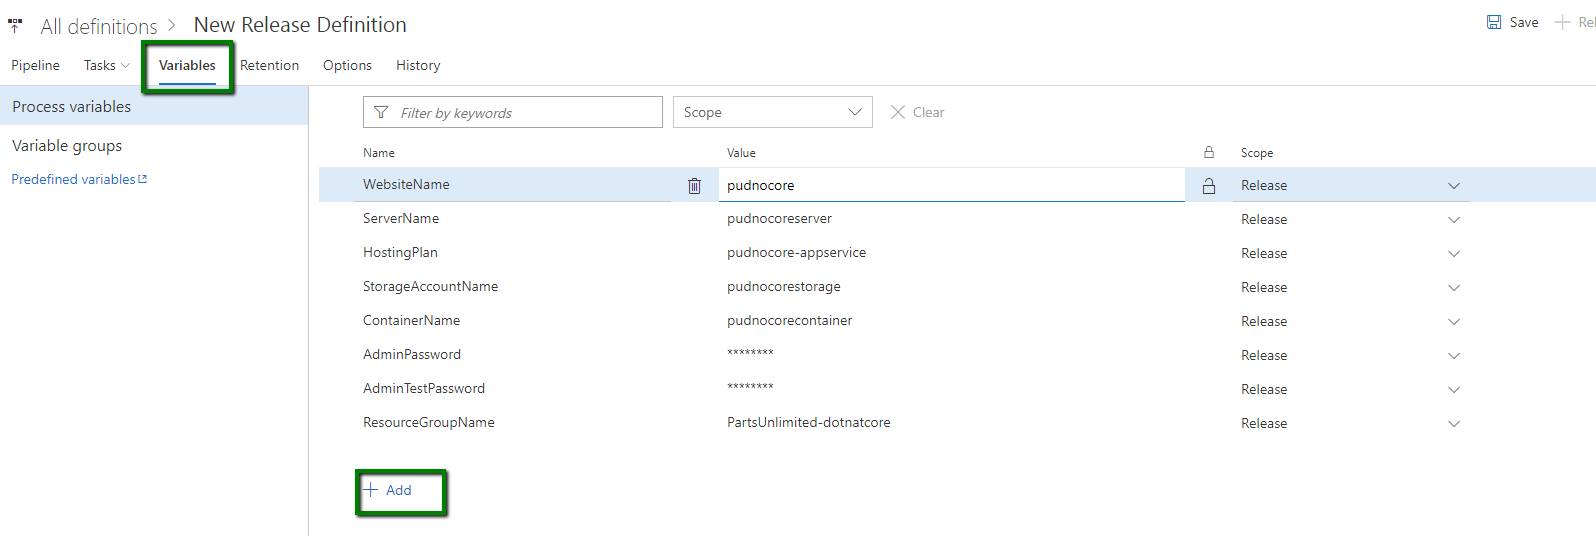 All definitions > New Release Definition
Save + Rel
Pipeline Tasks Variables Retention Options History
Process variables
Variable groups
Predefined variables
Filter by keywords Scope Clear
Name Value Scope
WebsiteName pudnocore Release
ServerName pudnocoreserver Release
HostingPlan pudnocore-appservice Release
StorageAccountName pudnocorestorage Release
ContainerName pudnocorecontainer Release
AdminPassword ******** Release
AdminTestPassword ******** Release
ResourceGroupName PartsUnlimited-dotnatcore Release
+ Add